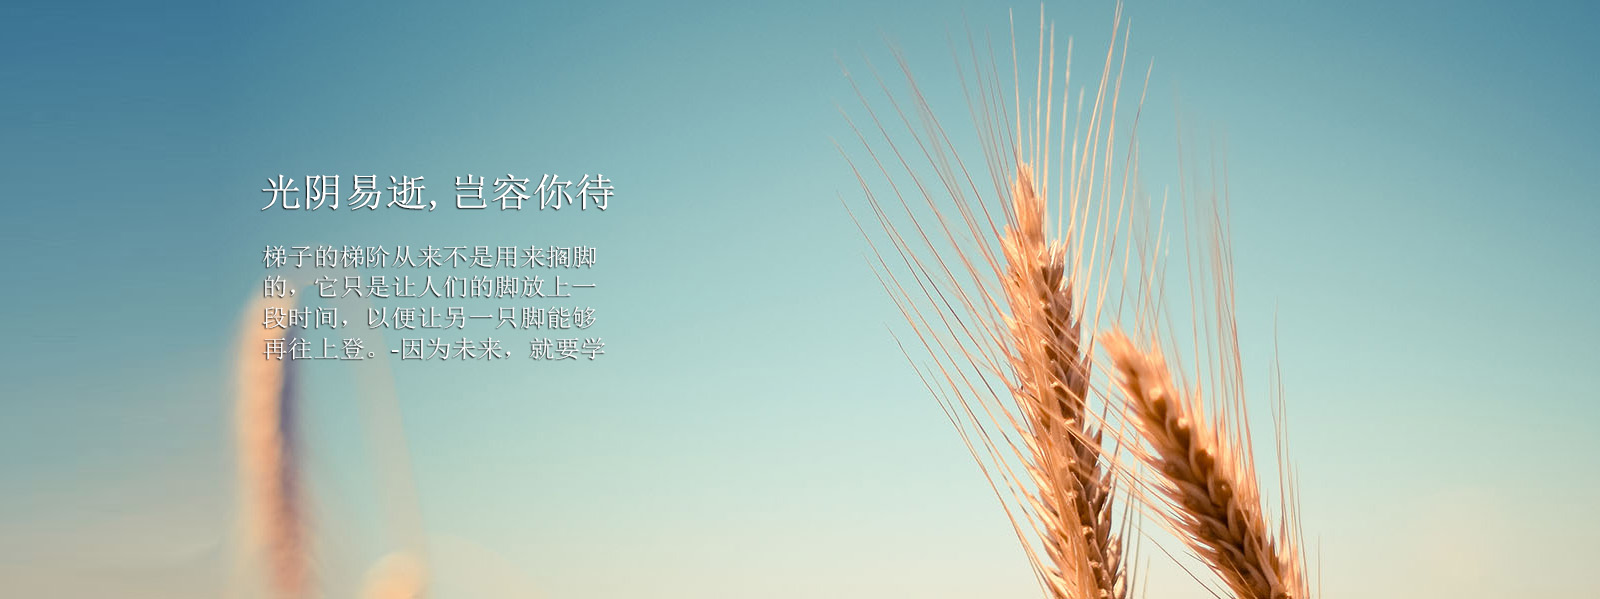 光阴易逝,岂容你待
梯子的梯阶从来不是用来搁脚
的，它只是让人们的脚放上一
段时间，以便让另一只脚能够
再往上登。-因为未来，就要学